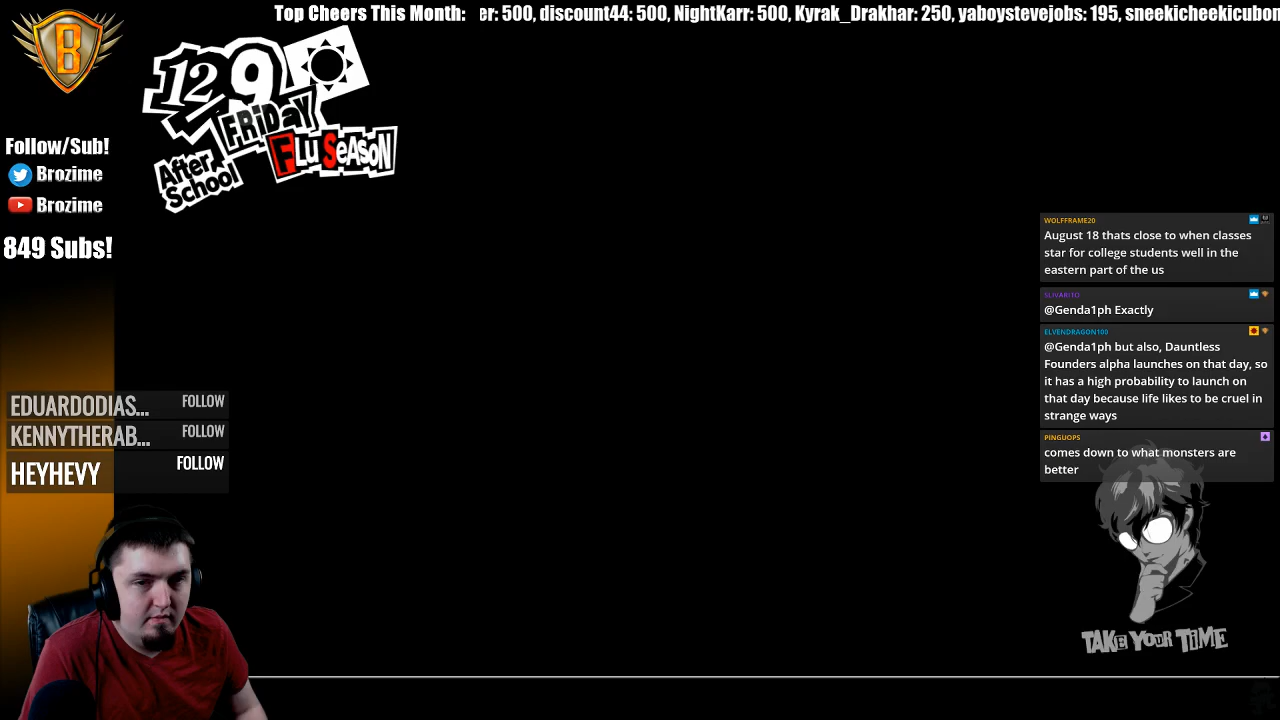 Top Cheers This Month: er: 500, discount44: 500, NightKarr: 500, Kyrak_Drakhar: 250, yaboystevejobs: 195, sneekicheekicubon
B
12 9
FRiDaY
After School
FLu SeAsoN
Follow/Sub!
Brozime
Brozime
849 Subs!
EDUARDODIAS... FOLLOW
KENNYTHERAB... FOLLOW
HEYHEVY FOLLOW
WOLFFRAME20
August 18 thats close to when classes
star for college students well in the
eastern part of the us
SLIVARITO
@Genda1ph Exactly
ELVENDRAGON100
@Genda1ph but also, Dauntless
Founders alpha launches on that day, so
it has a high probability to launch on
that day because life likes to be cruel in
strange ways
PINGUOPS
comes down to what monsters are
better
TAKE YOUR TiME